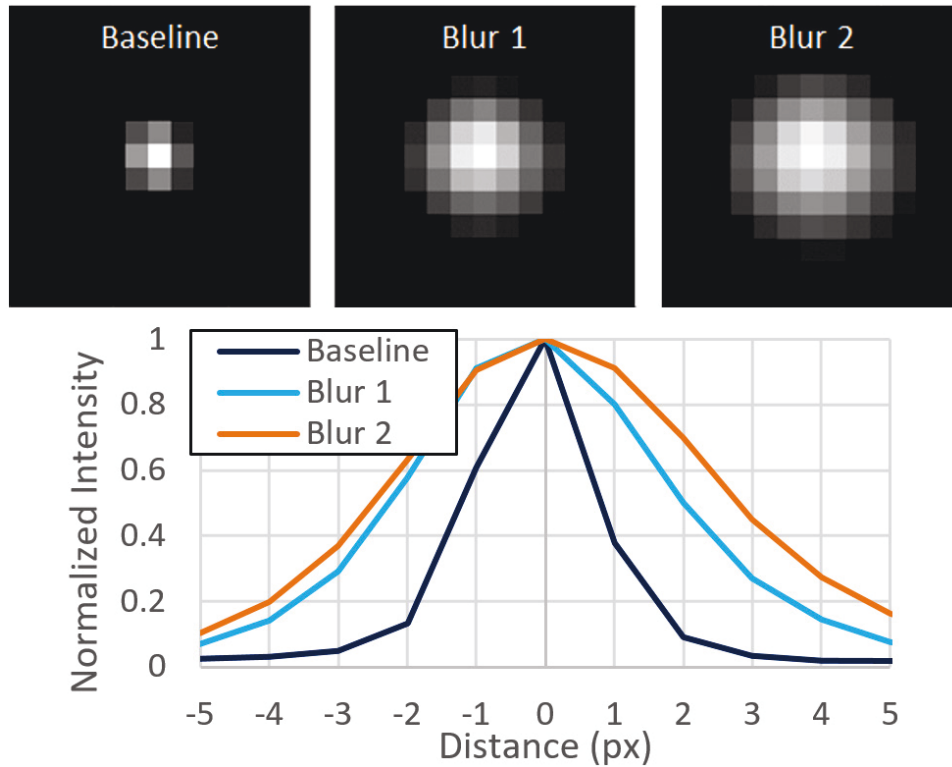 Baseline
Blur 1
Blur 2
Normalized Intensity
1
0.8
0.6
0.4
0.2
0
Baseline
Blur 1
Blur 2
-5 -4 -3 -2 -1 0 1 2 3 4 5
Distance (px)